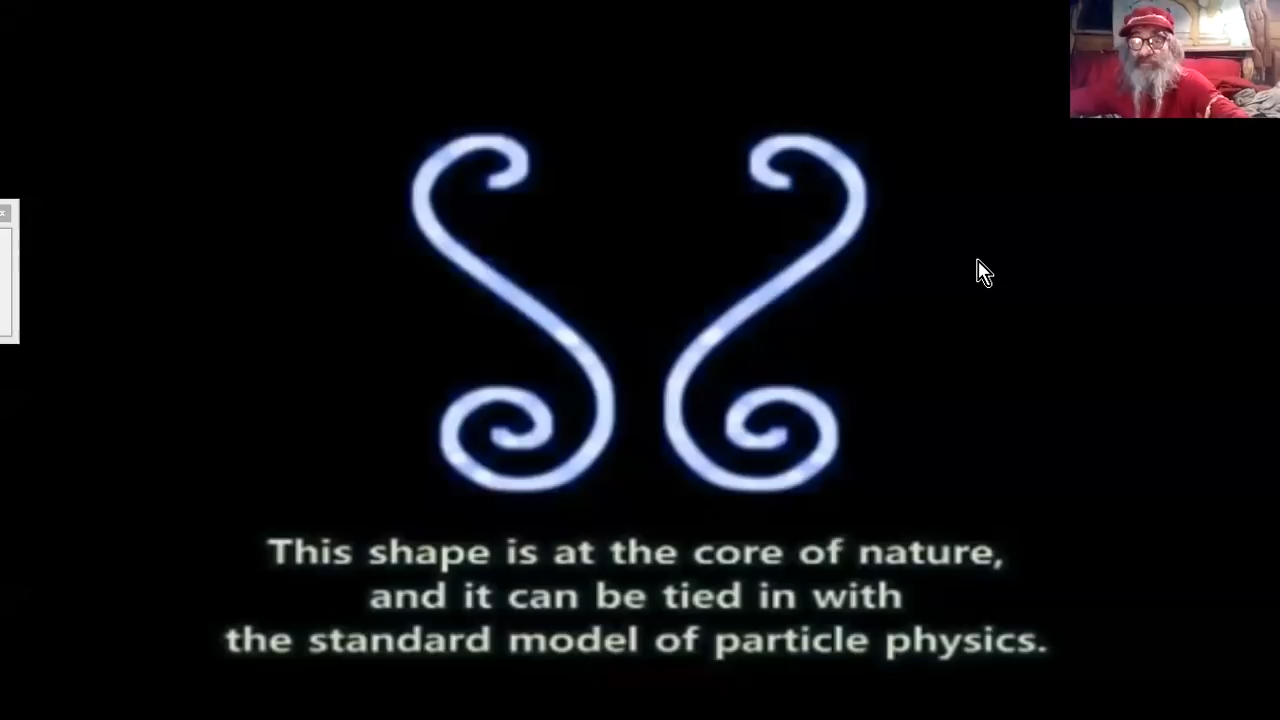 This shape is at the core of nature,
and it can be tied in with
the standard model of particle physics.